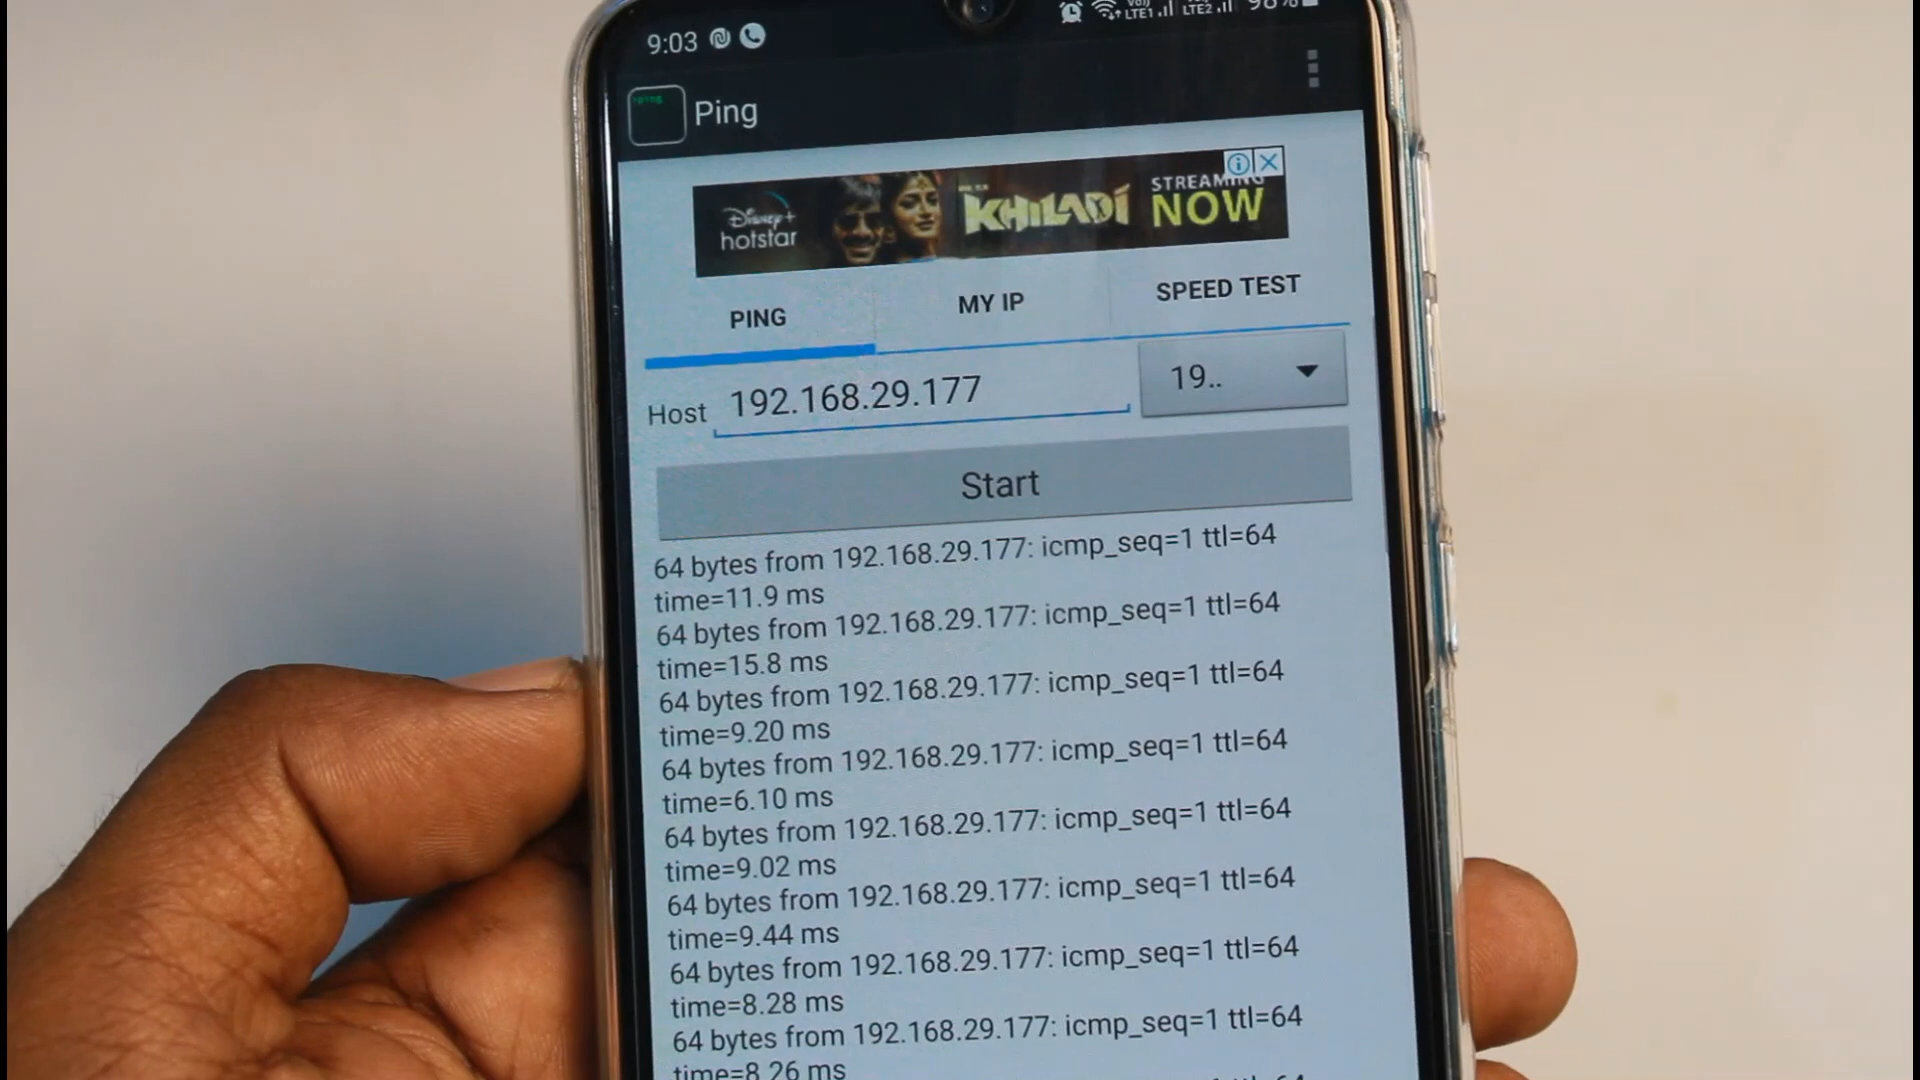 9:03
LTE1 LTE2 98%
Ping
Disney+ hotstar
KHILADI
STREAMING NOW
PING
MY IP
SPEED TEST
Host 192.168.29.177
19..
Start
64 bytes from 192.168.29.177: icmp_seq=1 ttl=64
time=11.9 ms
64 bytes from 192.168.29.177: icmp_seq=1 ttl=64
time=15.8 ms
64 bytes from 192.168.29.177: icmp_seq=1 ttl=64
time=9.20 ms
64 bytes from 192.168.29.177: icmp_seq=1 ttl=64
time=6.10 ms
64 bytes from 192.168.29.177: icmp_seq=1 ttl=64
time=9.02 ms
64 bytes from 192.168.29.177: icmp_seq=1 ttl=64
time=9.44 ms
64 bytes from 192.168.29.177: icmp_seq=1 ttl=64
time=8.28 ms
64 bytes from 192.168.29.177: icmp_seq=1 ttl=64
time=8.26 ms